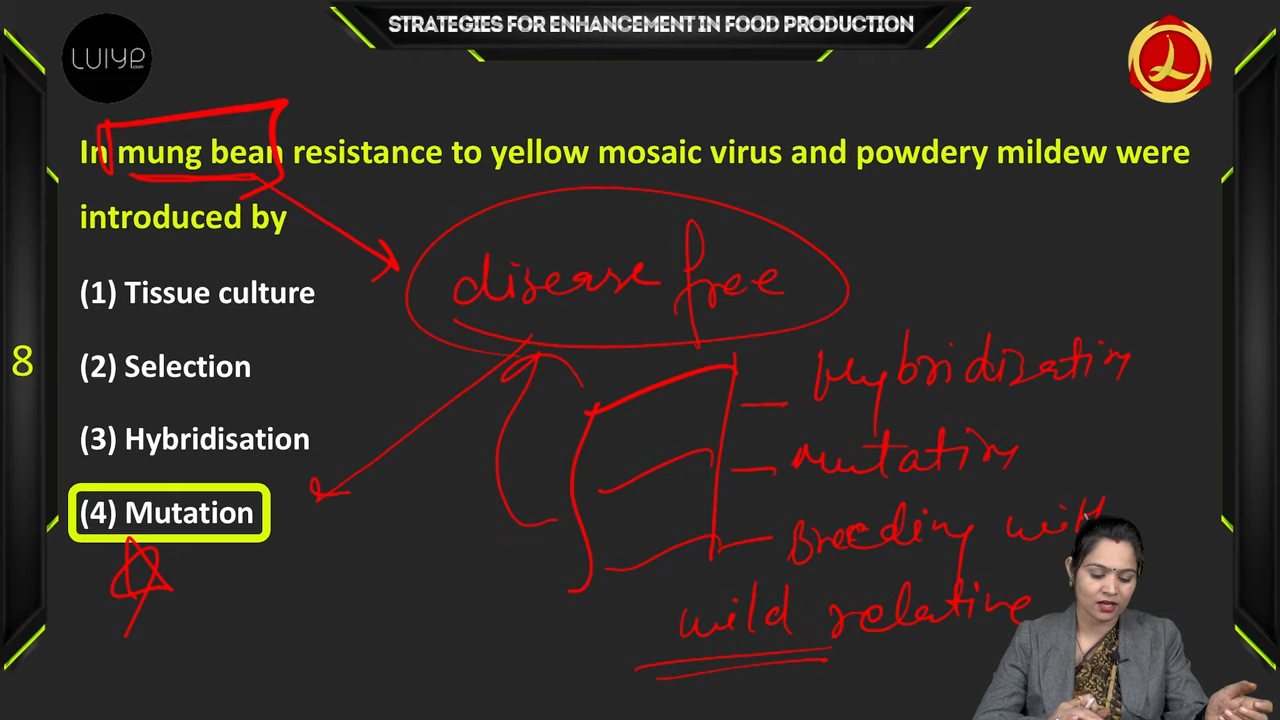 STRATEGIES FOR ENHANCEMENT IN FOOD PRODUCTION
LUIYP
.com
In mung bean resistance to yellow mosaic virus and powdery mildew were
introduced by
disease free
(1) Tissue culture
Hybridization
8
(2) Selection
(3) Hybridisation
Mutation
(4) Mutation
Breeding with
wild relative